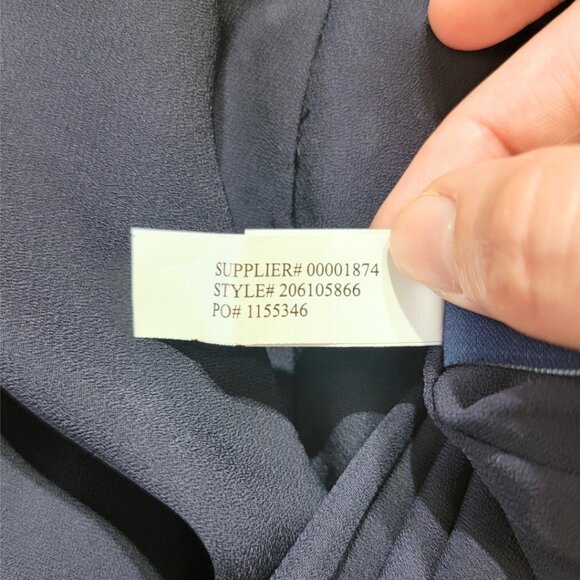 SUPPLIER# 00001874
STYLE# 206105866
PO# 1155346